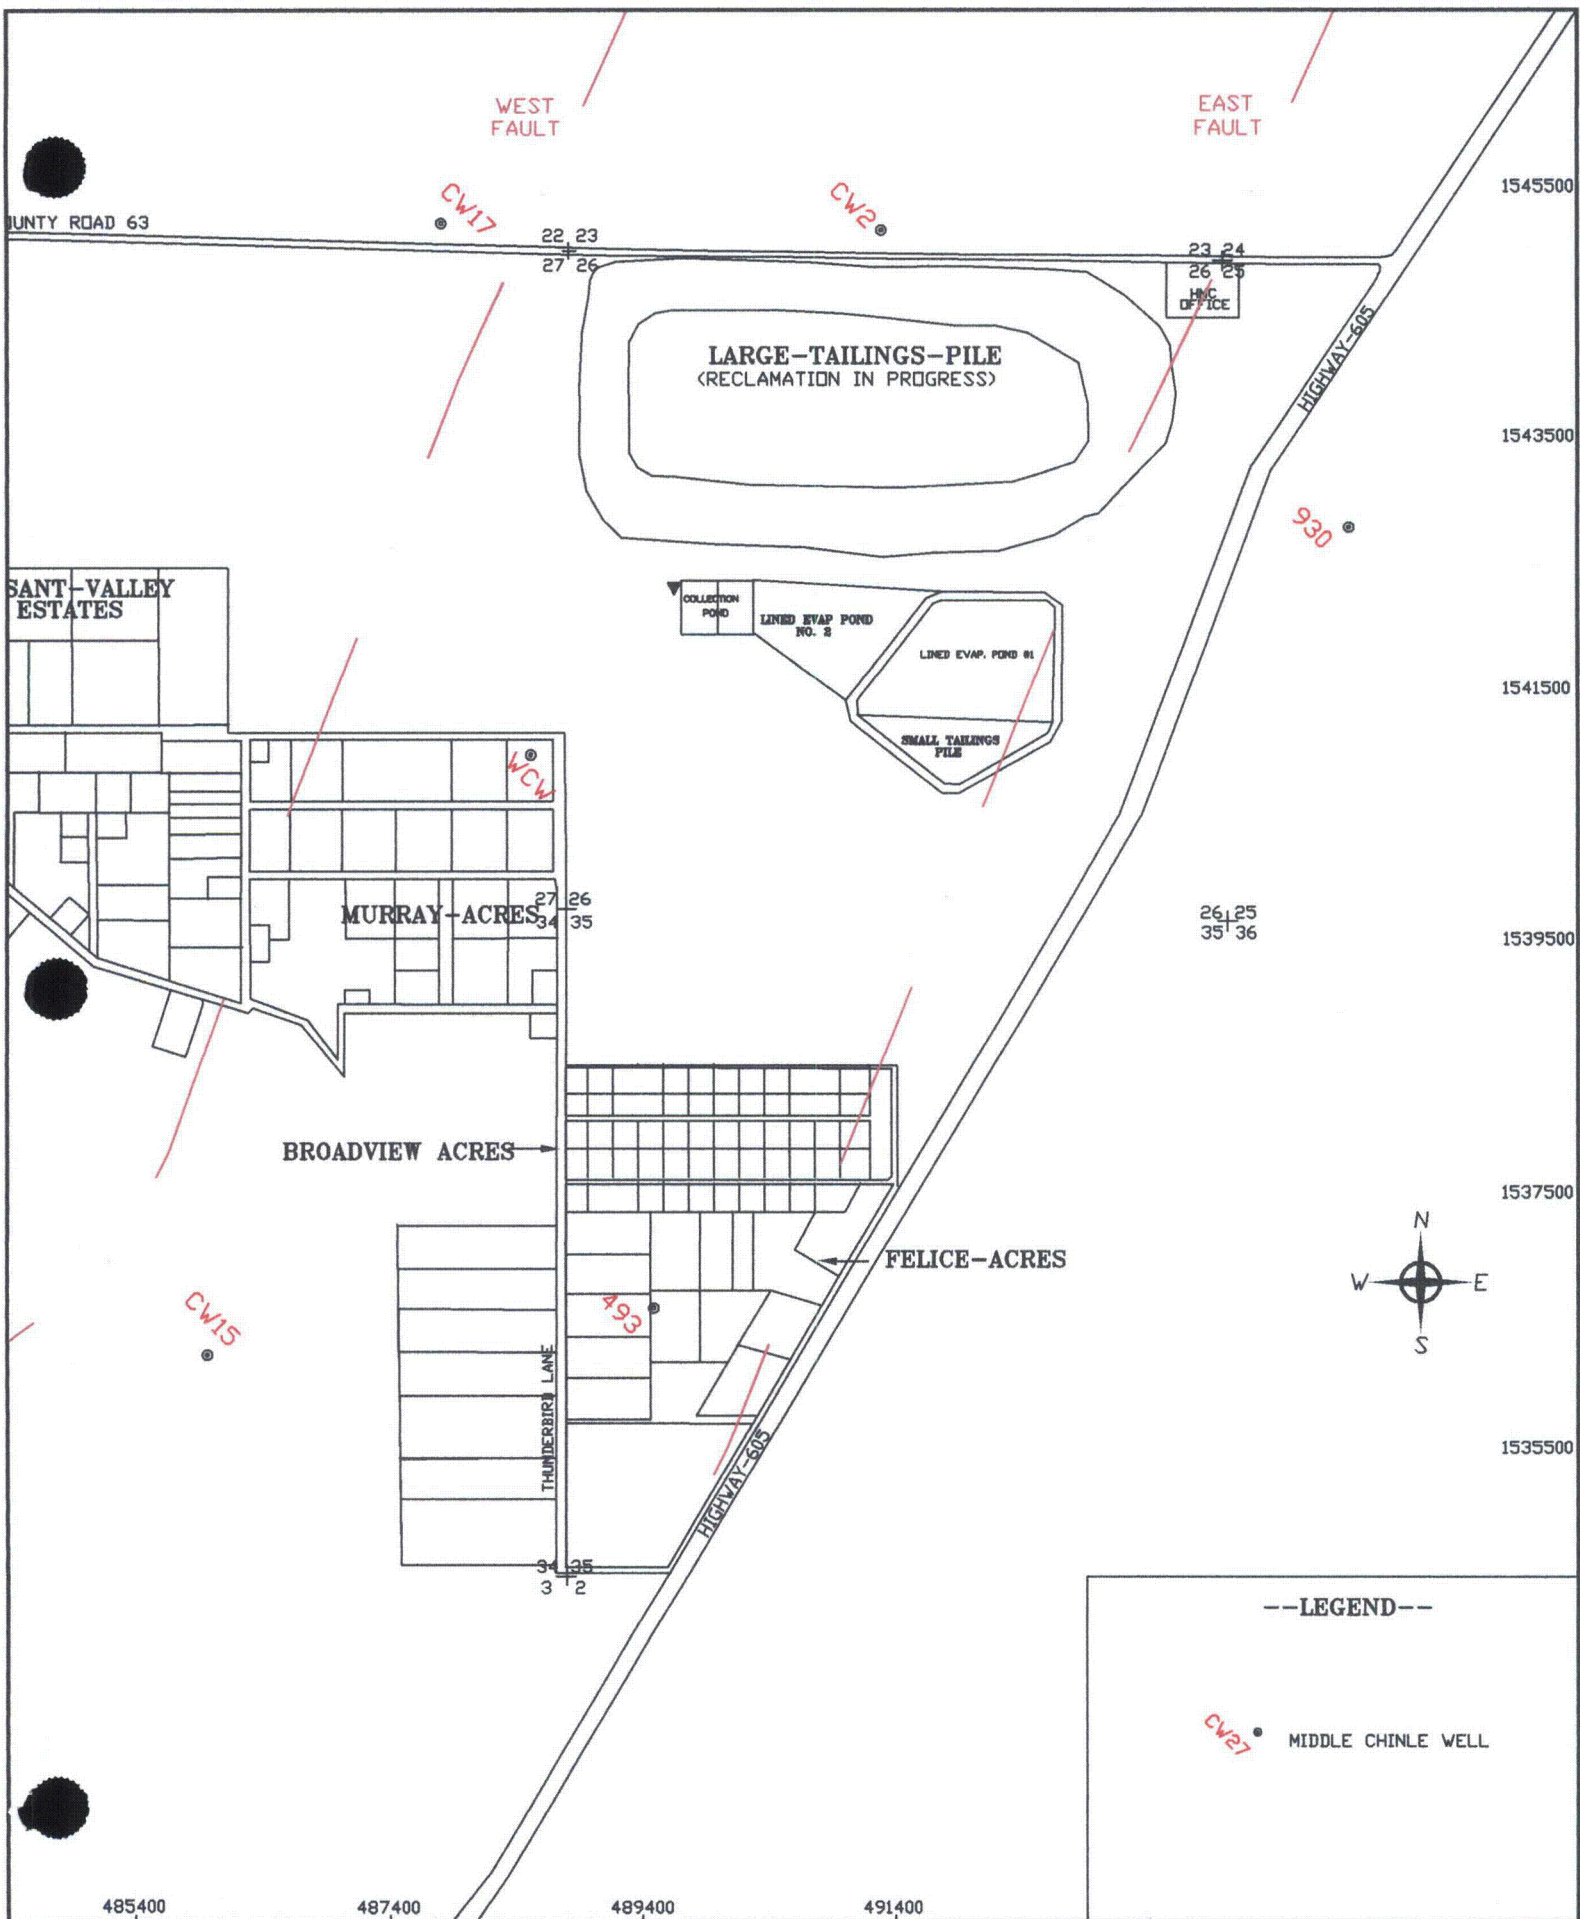 WEST
FAULT
EAST
FAULT
1545500
CW17
CW2
UNTY ROAD 63
22 23
27 26
23 24
26 25
HMC
OFFICE
HIGHWAY-605
LARGE-TAILINGS-PILE
(RECLAMATION IN PROGRESS)
1543500
930
SANT-VALLEY
ESTATES
COLLECTION
POND
LINED EVAP POND
NO. 2
LINED EVAP. POND #1
1541500
SMALL TAILINGS
PILE
WCW
MURRAY-ACRES
27 26
34 35
26 25
35 36
1539500
BROADVIEW ACRES
1537500
N
W E
S
FELICE-ACRES
CW15
493
THUNDERBIRD LANE
HIGHWAY-605
1535500
34 35
3 2
--LEGEND--
CW27
MIDDLE CHINLE WELL
485400
487400
489400
491400